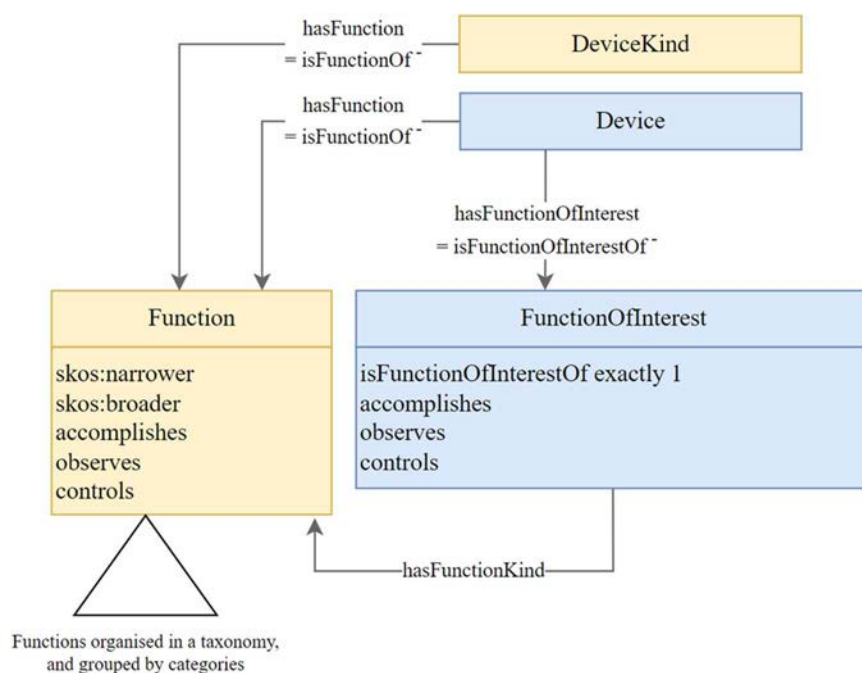 hasFunction
= isFunctionOf -
DeviceKind
hasFunction
= isFunctionOf -
Device
hasFunctionOfInterest
= isFunctionOfInterestOf -
Function
skos:narrower
skos:broader
accomplishes
observes
controls
FunctionOfInterest
isFunctionOfInterestOf exactly 1
accomplishes
observes
controls
hasFunctionKind
Functions organised in a taxonomy,
and grouped by categories